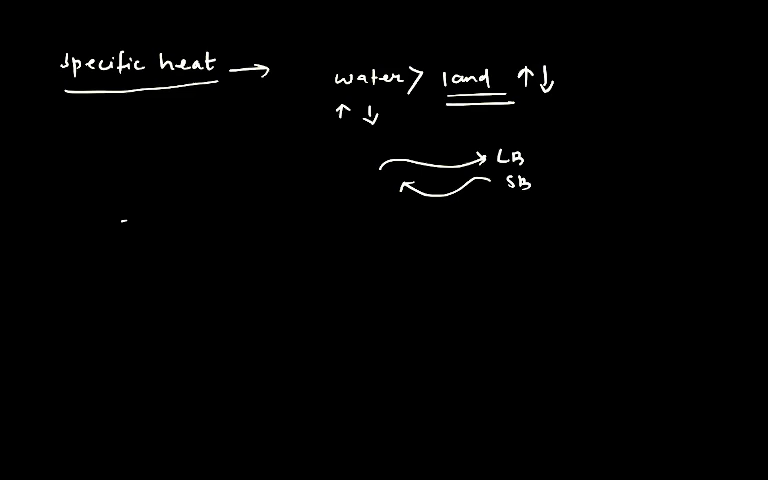 specific heat → water > land ↑ ↓
↑ ↓
→ LB
← SB